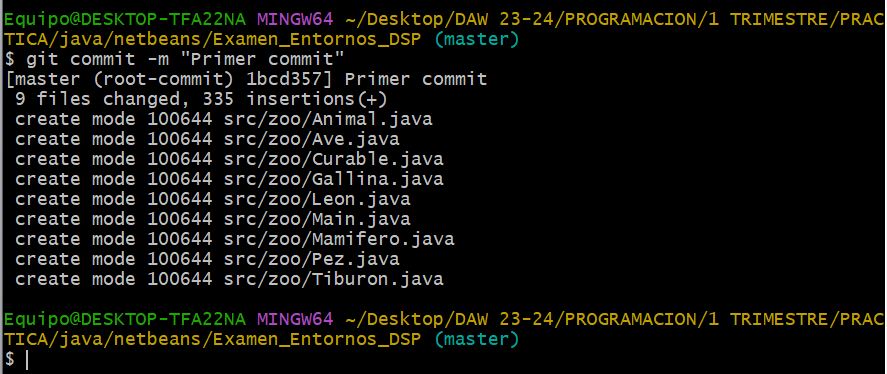 Equipo@DESKTOP-TFA22NA MINGW64 ~/Desktop/DAW 23-24/PROGRAMACION/1 TRIMESTRE/PRAC
TICA/java/netbeans/Examen_Entornos_DSP (master)
$ git commit -m "Primer commit"
[master (root-commit) 1bcd357] Primer commit
 9 files changed, 335 insertions(+)
 create mode 100644 src/zoo/Animal.java
 create mode 100644 src/zoo/Ave.java
 create mode 100644 src/zoo/Curable.java
 create mode 100644 src/zoo/Gallina.java
 create mode 100644 src/zoo/Leon.java
 create mode 100644 src/zoo/Main.java
 create mode 100644 src/zoo/Mamifero.java
 create mode 100644 src/zoo/Pez.java
 create mode 100644 src/zoo/Tiburon.java
Equipo@DESKTOP-TFA22NA MINGW64 ~/Desktop/DAW 23-24/PROGRAMACION/1 TRIMESTRE/PRAC
TICA/java/netbeans/Examen_Entornos_DSP (master)
$